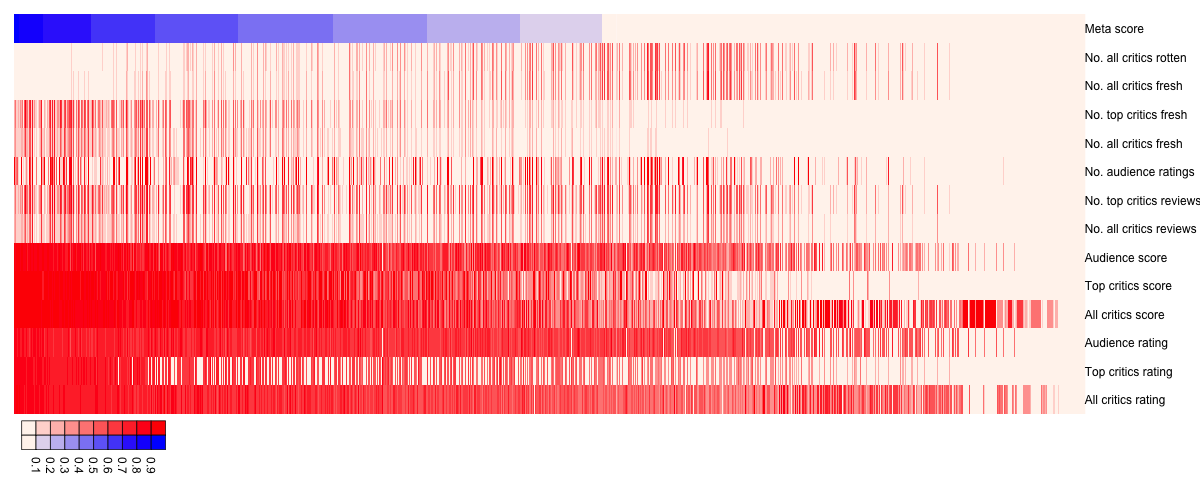 Meta score
No. all critics rotten
No. all critics fresh
No. top critics fresh
No. all critics fresh
No. audience ratings
No. top critics reviews
No. all critics reviews
Audience score
Top critics score
All critics score
Audience rating
Top critics rating
All critics rating
0.1
0.2
0.3
0.4
0.5
0.6
0.7
0.8
0.9